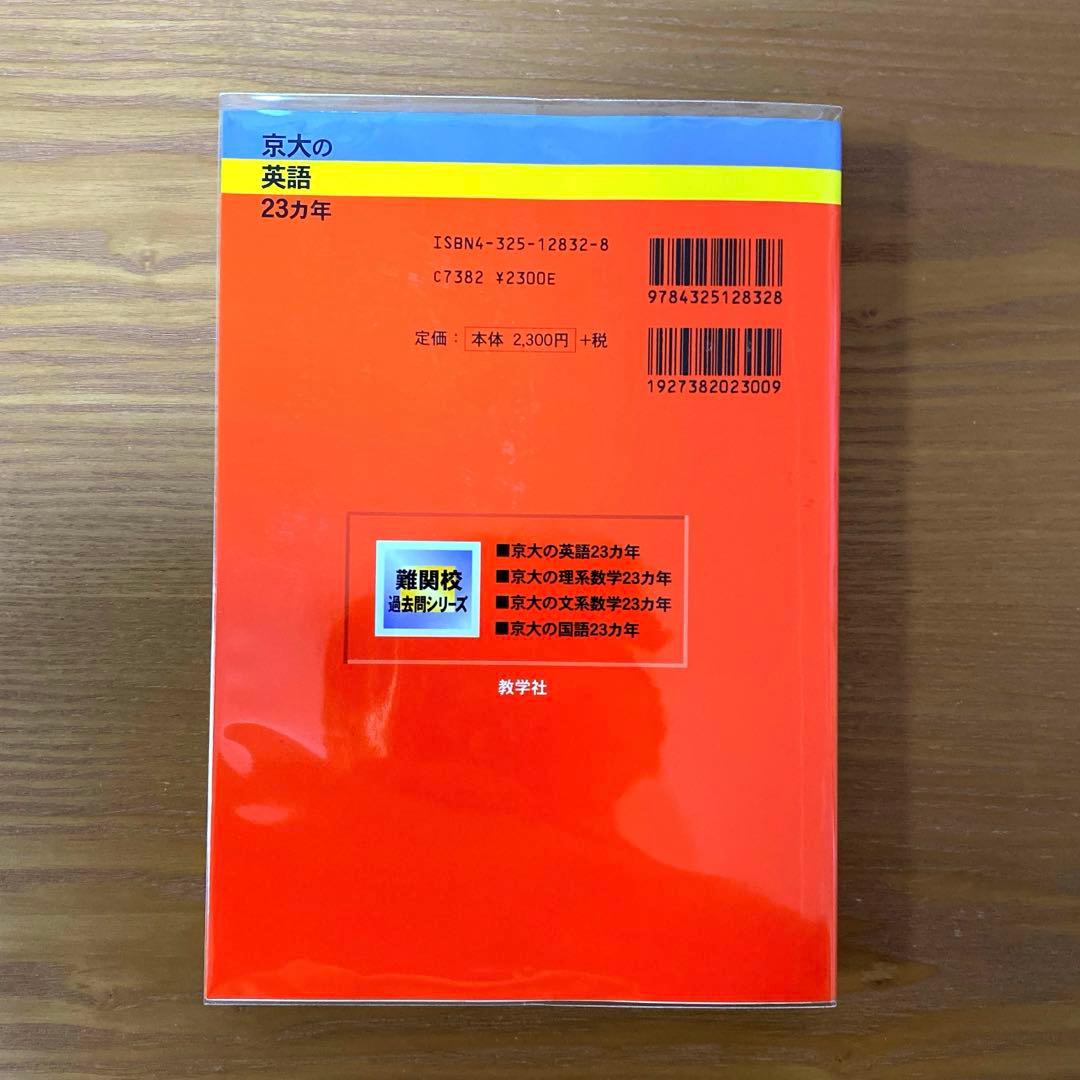 京大の
英語
23カ年
ISBN4-325-12832-8
C7382 ¥2300E
定価：本体 2,300円+税
9784325128328
1927382023009
難関校
過去問シリーズ
■京大の英語23カ年
■京大の理系数学23カ年
■京大の文系数学23カ年
■京大の国語23カ年
教学社